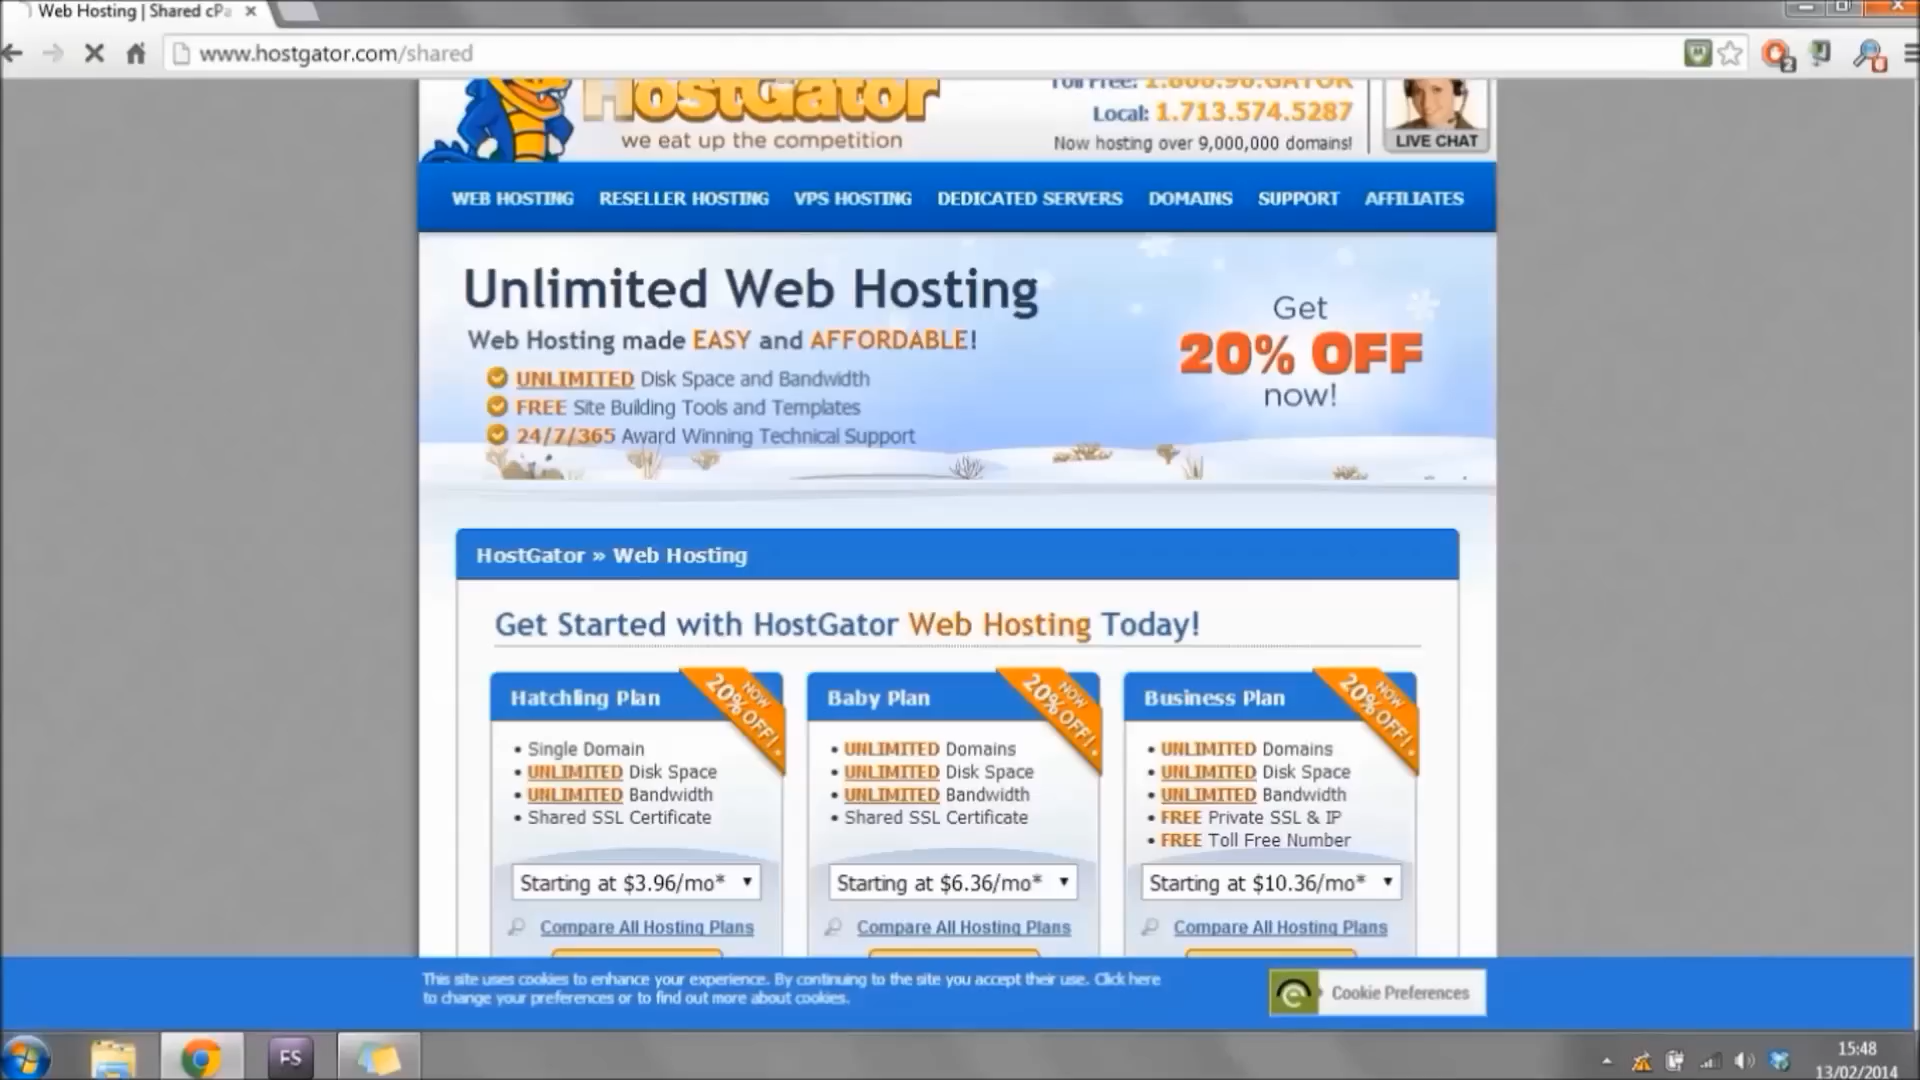 Web Hosting | Shared cPa
www.hostgator.com/shared
HostGator
we eat up the competition
Toll Free: 1.866.96.GATOR
Local: 1.713.574.5287
Now hosting over 9,000,000 domains!
LIVE CHAT
WEB HOSTING RESELLER HOSTING VPS HOSTING DEDICATED SERVERS DOMAINS SUPPORT AFFILIATES
Unlimited Web Hosting
Web Hosting made EASY and AFFORDABLE!
UNLIMITED Disk Space and Bandwidth
FREE Site Building Tools and Templates
24/7/365 Award Winning Technical Support
Get
20% OFF
now!
HostGator » Web Hosting
Get Started with HostGator Web Hosting Today!
Hatchling Plan
NOW
20% OFF!
• Single Domain
• UNLIMITED Disk Space
• UNLIMITED Bandwidth
• Shared SSL Certificate
Starting at $3.96/mo*
Compare All Hosting Plans
Baby Plan
NOW
20% OFF!
• UNLIMITED Domains
• UNLIMITED Disk Space
• UNLIMITED Bandwidth
• Shared SSL Certificate
Starting at $6.36/mo*
Compare All Hosting Plans
Business Plan
NOW
20% OFF!
• UNLIMITED Domains
• UNLIMITED Disk Space
• UNLIMITED Bandwidth
• FREE Private SSL & IP
• FREE Toll Free Number
Starting at $10.36/mo*
Compare All Hosting Plans
This site uses cookies to enhance your experience. By continuing to the site you accept their use. Click here
to change your preferences or to find out more about cookies.
Cookie Preferences
FS
15:48
13/02/2014